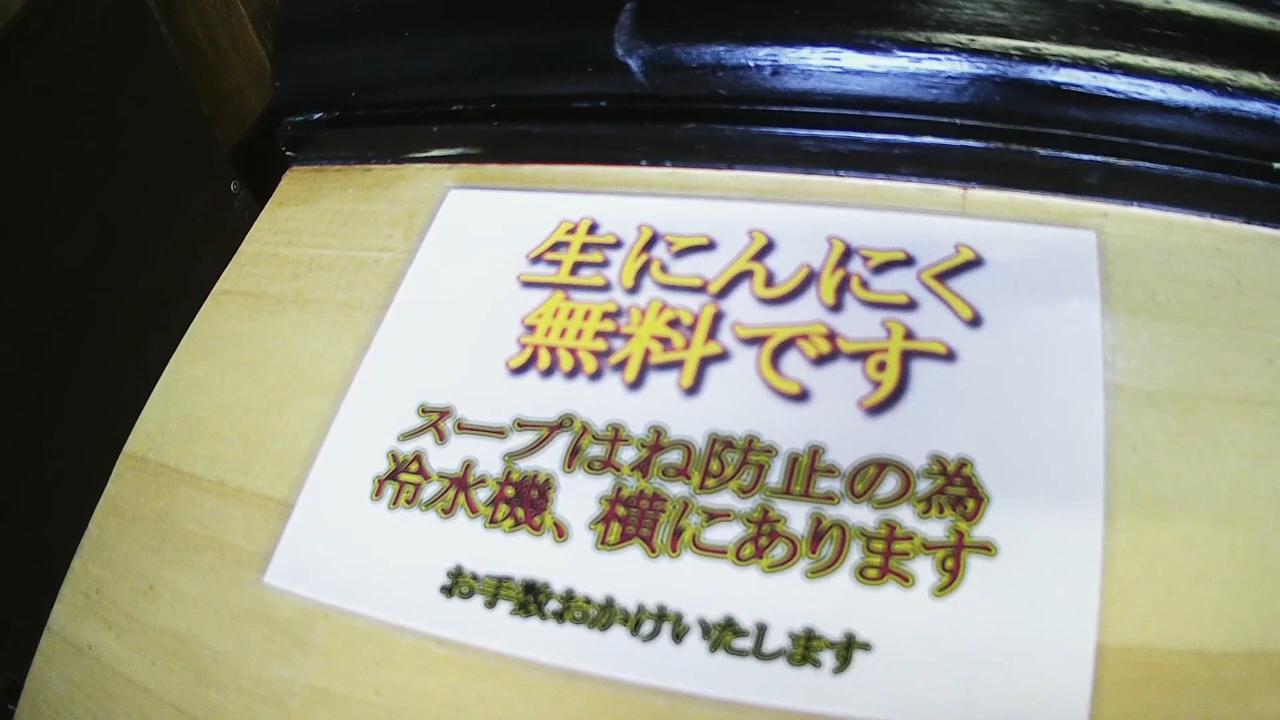 生にんにく
無料です
スープはね防止の為
冷水機、横にあります
お手数おかけいたします